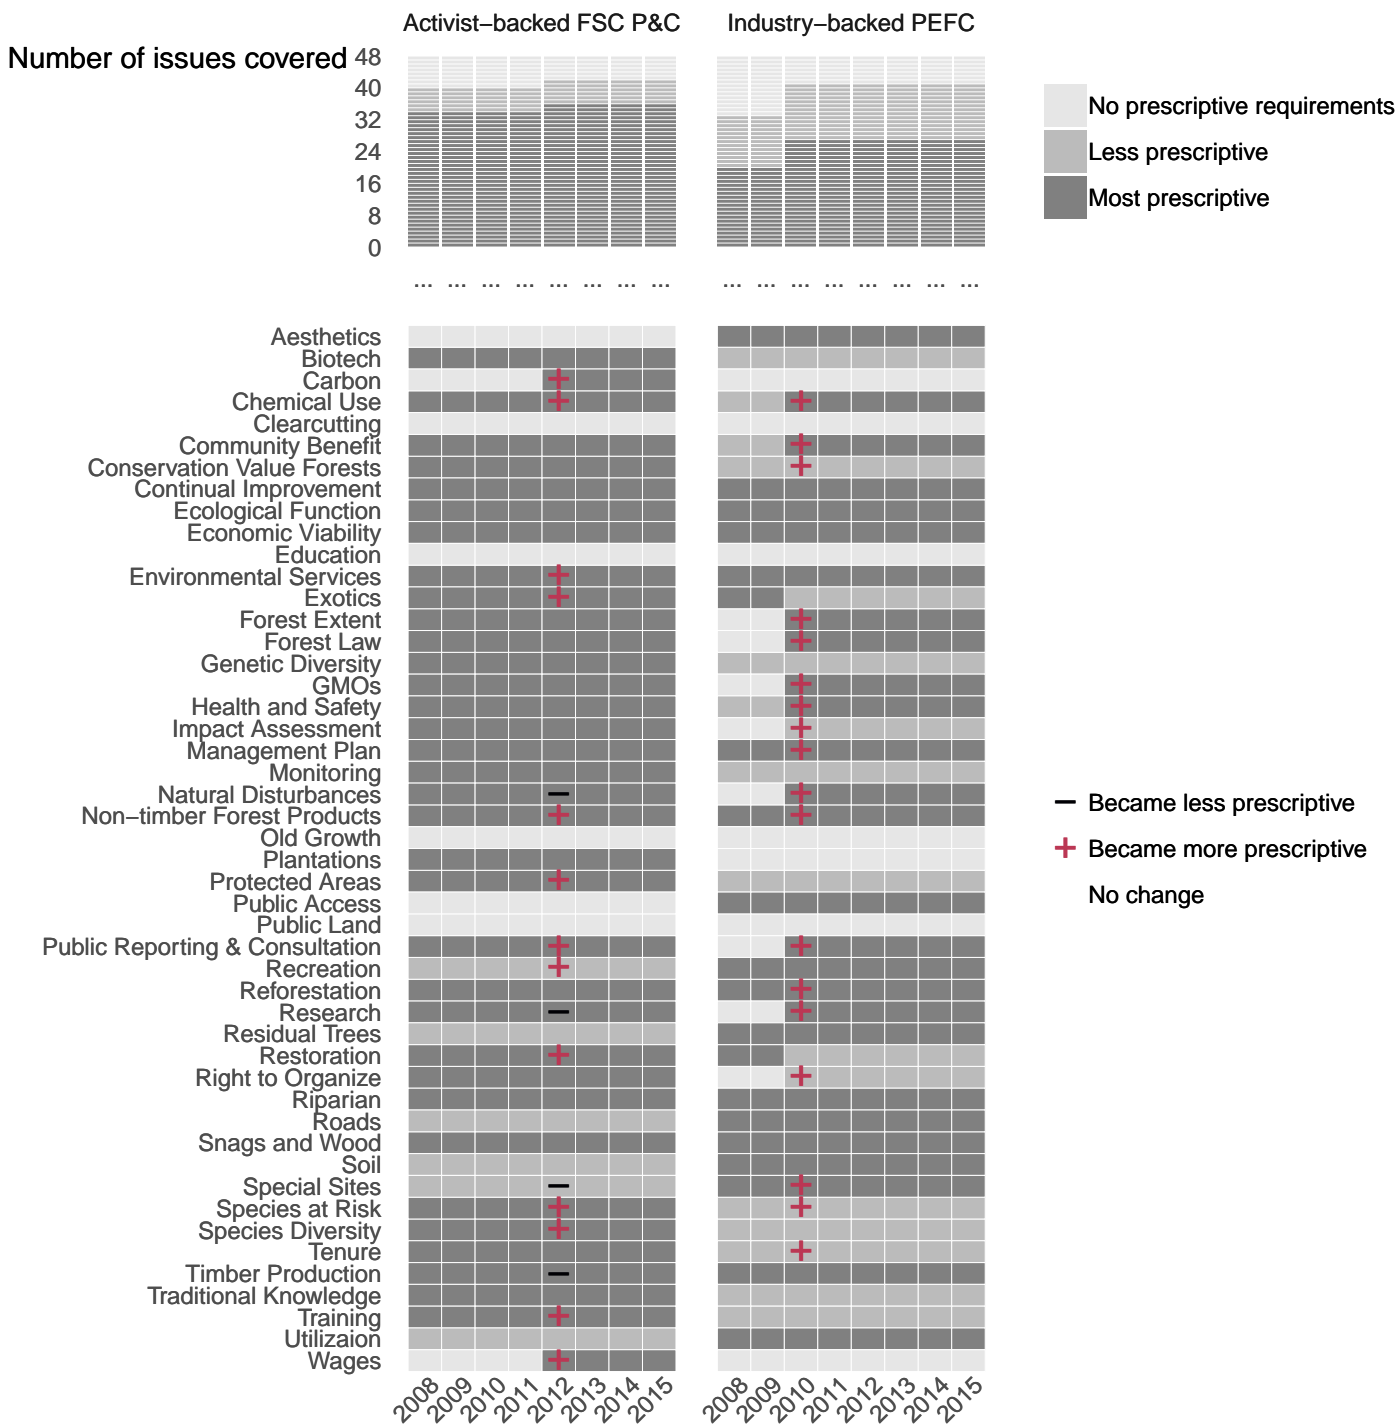 Activist−backed FSC P&C
Industry−backed PEFC
Number of issues covered
48
40
32
24
16
8
0
No prescriptive requirements
Less prescriptive
Most prescriptive
... ... ... ... ... ... ... ...
... ... ... ... ... ... ... ...
Aesthetics
Biotech
Carbon
Chemical Use
Clearcutting
Community Benefit
Conservation Value Forests
Continual Improvement
Ecological Function
Economic Viability
Education
Environmental Services
Exotics
Forest Extent
Forest Law
Genetic Diversity
GMOs
Health and Safety
Impact Assessment
Management Plan
Monitoring
Natural Disturbances
Non−timber Forest Products
Old Growth
Plantations
Protected Areas
Public Access
Public Land
Public Reporting & Consultation
Recreation
Reforestation
Research
Residual Trees
Restoration
Right to Organize
Riparian
Roads
Snags and Wood
Soil
Special Sites
Species at Risk
Species Diversity
Tenure
Timber Production
Traditional Knowledge
Training
Utilizaion
Wages
Became less prescriptive
Became more prescriptive
No change
2008 2009 2010 2011 2012 2013 2014 2015
2008 2009 2010 2011 2012 2013 2014 2015